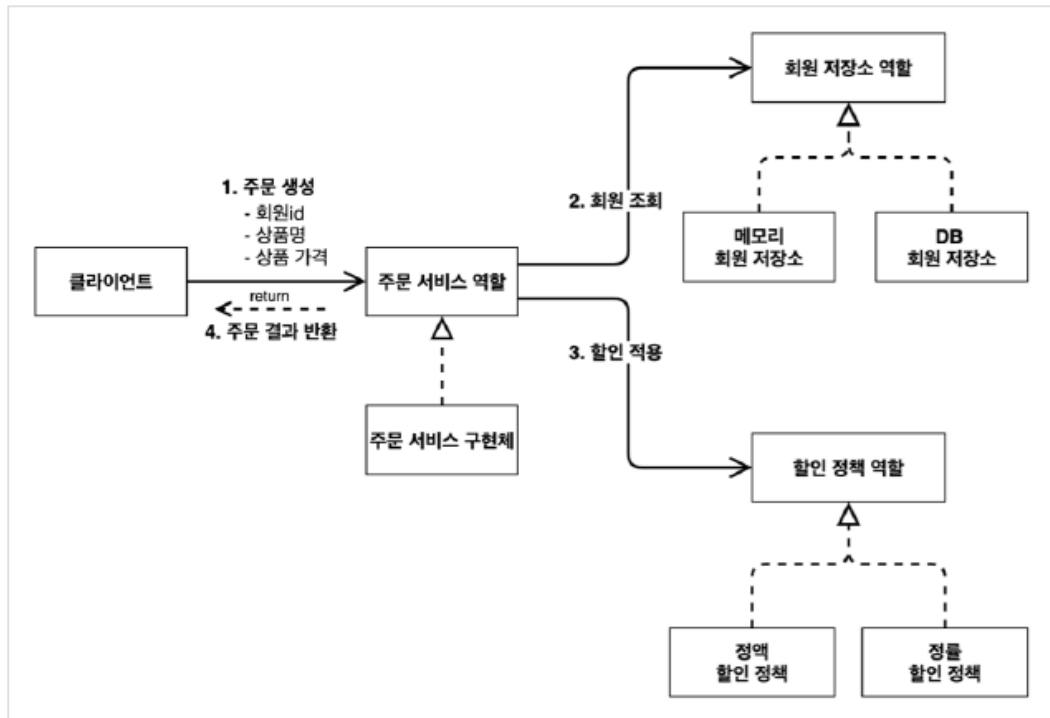 회원 저장소 역할
1. 주문 생성
- 회원id
- 상품명
- 상품 가격
2. 회원 조회
메모리
회원 저장소
DB
회원 저장소
클라이언트
주문 서비스 역할
return
4. 주문 결과 반환
3. 할인 적용
주문 서비스 구현체
할인 정책 역할
정액
할인 정책
정률
할인 정책